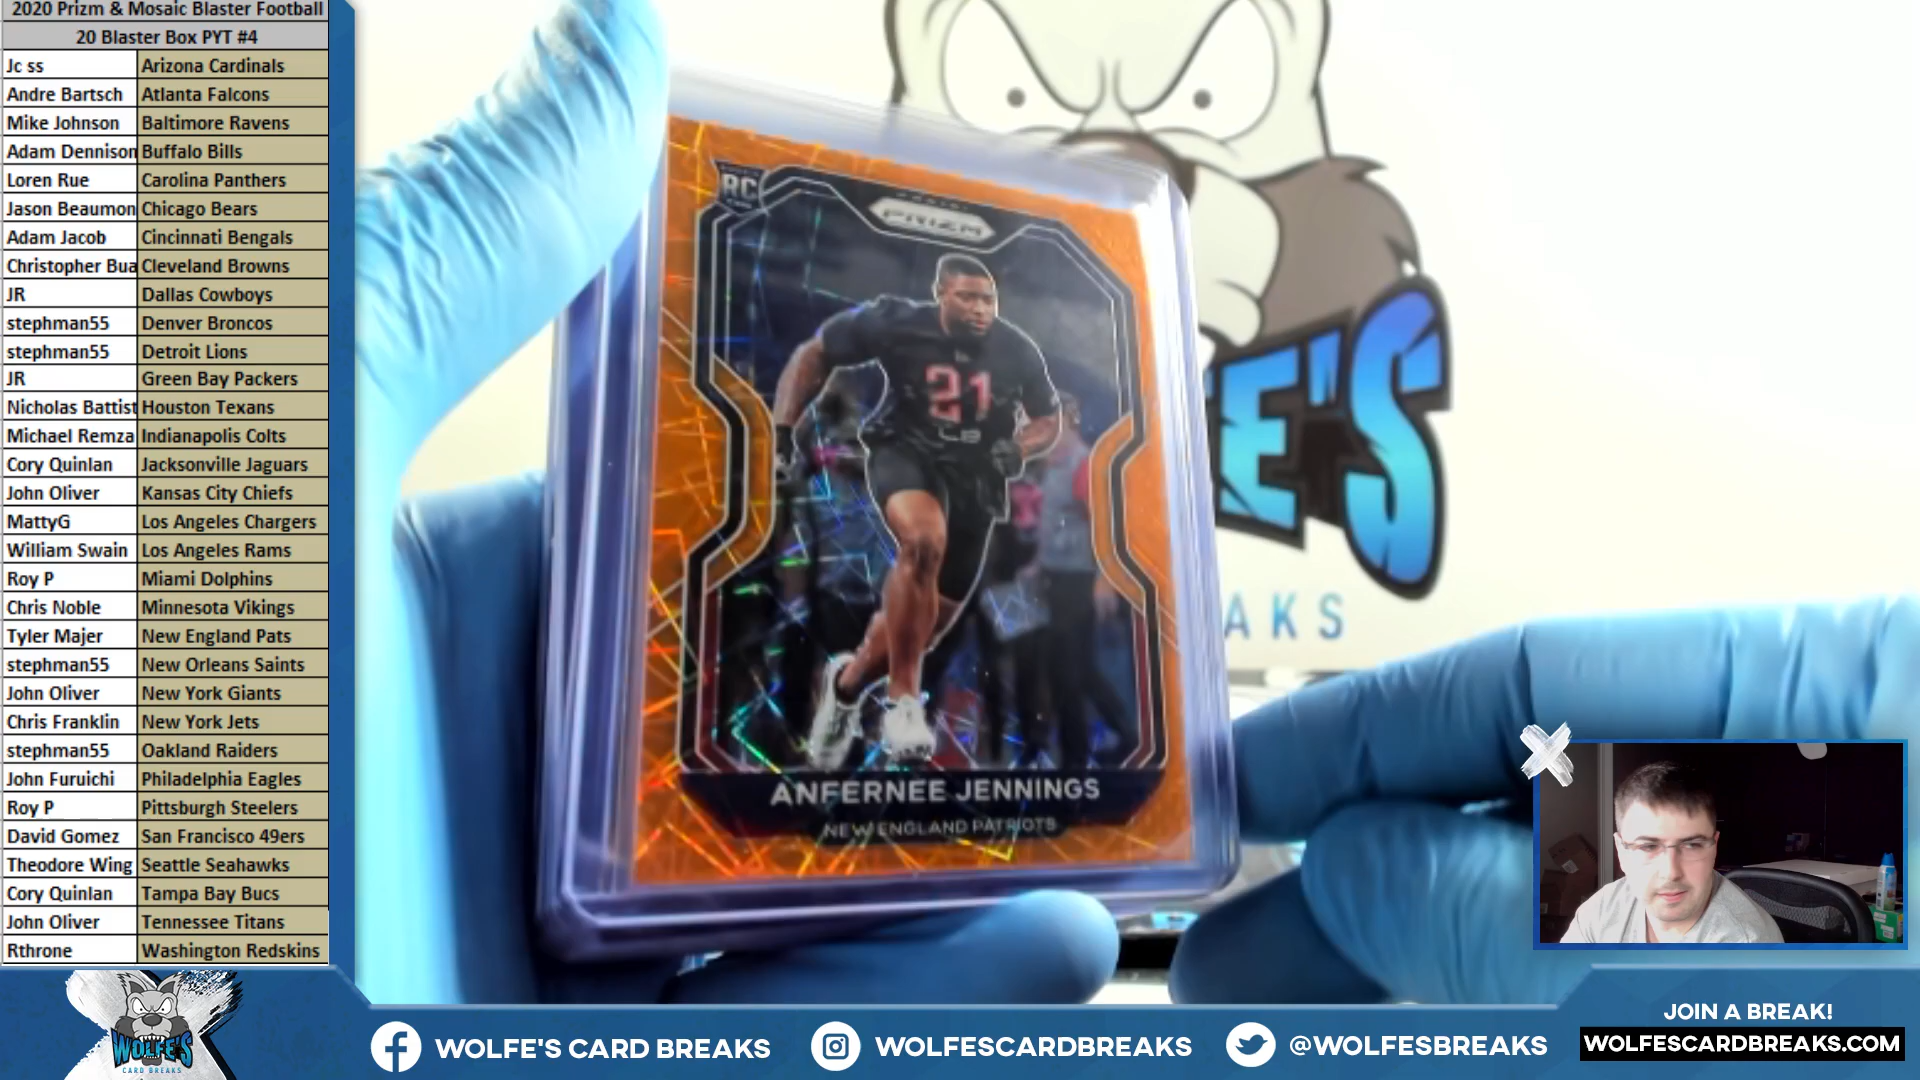 2020 Prizm & Mosaic Blaster Football
20 Blaster Box PYT #4
Jc ss Arizona Cardinals
Andre Bartsch Atlanta Falcons
Mike Johnson Baltimore Ravens
Adam Dennison Buffalo Bills
Loren Rue Carolina Panthers
Jason Beaumon Chicago Bears
Adam Jacob Cincinnati Bengals
Christopher Bua Cleveland Browns
JR Dallas Cowboys
stephman55 Denver Broncos
stephman55 Detroit Lions
JR Green Bay Packers
Nicholas Battist Houston Texans
Michael Remza Indianapolis Colts
Cory Quinlan Jacksonville Jaguars
John Oliver Kansas City Chiefs
MattyG Los Angeles Chargers
William Swain Los Angeles Rams
Roy P Miami Dolphins
Chris Noble Minnesota Vikings
Tyler Majer New England Pats
stephman55 New Orleans Saints
John Oliver New York Giants
Chris Franklin New York Jets
stephman55 Oakland Raiders
John Furuichi Philadelphia Eagles
Roy P Pittsburgh Steelers
David Gomez San Francisco 49ers
Theodore Wing Seattle Seahawks
Cory Quinlan Tampa Bay Bucs
John Oliver Tennessee Titans
Rthrone Washington Redskins
RC
PRIZM
21
LB
ANFERNEE JENNINGS
NEW ENGLAND PATRIOTS
E'S
AKS
WOLFE'S
CARD BREAKS
WOLFE'S CARD BREAKS
WOLFESCARDBREAKS
@WOLFESBREAKS
JOIN A BREAK!
WOLFESCARDBREAKS.COM